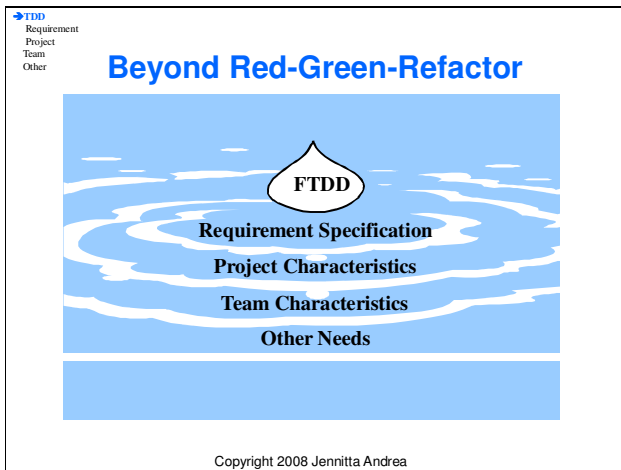 ➔TDD
Requirement
Project
Team
Other
Beyond Red-Green-Refactor
FTDD
Requirement Specification
Project Characteristics
Team Characteristics
Other Needs
Copyright 2008 Jennitta Andrea